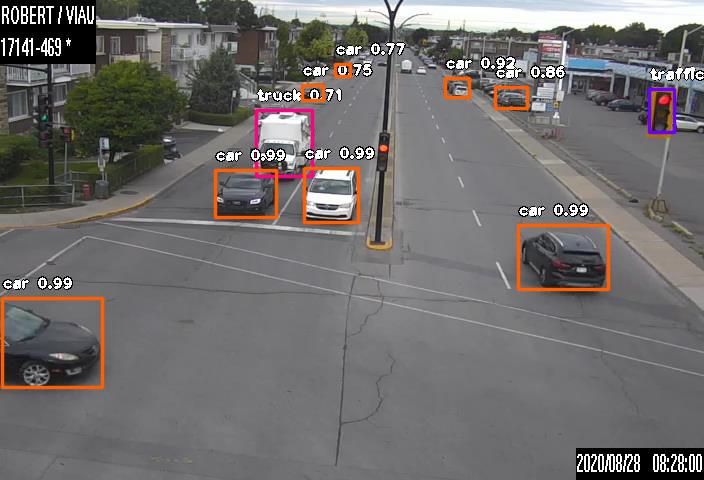 ROBERT / VIAU
17141-469 *
car 0.77
car 0.75
car 0.92
car 0.86
traffic
truck 0.71
car 0.99
car 0.99
car 0.99
car 0.99
2020/08/28 08:28:00